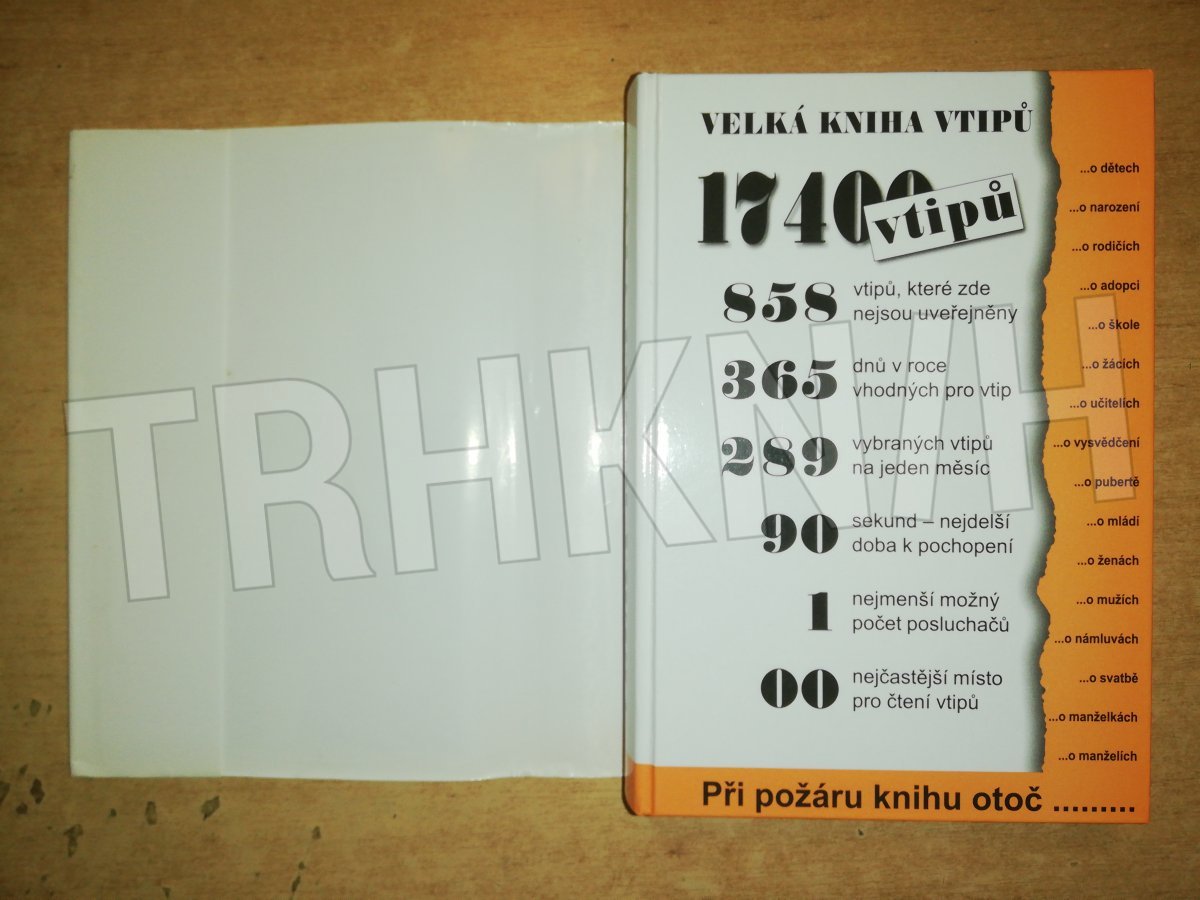 VELKÁ KNIHA VTIPŮ
17400 vtipů
858 vtipů, které zde
nejsou uveřejněny
365 dnů v roce
vhodných pro vtip
289 vybraných vtipů
na jeden měsíc
90 sekund – nejdelší
doba k pochopení
1 nejmenší možný
počet posluchačů
00 nejčastější místo
pro čtení vtipů
...o dětech
...o narození
...o rodičích
...o adopci
...o škole
...o žácích
...o učitelích
...o vysvědčení
...o pubertě
...o mládí
...o ženách
...o mužích
...o námluvách
...o svatbě
...o manželkách
...o manželích
Při požáru knihu otoč .........
TRHKNIH